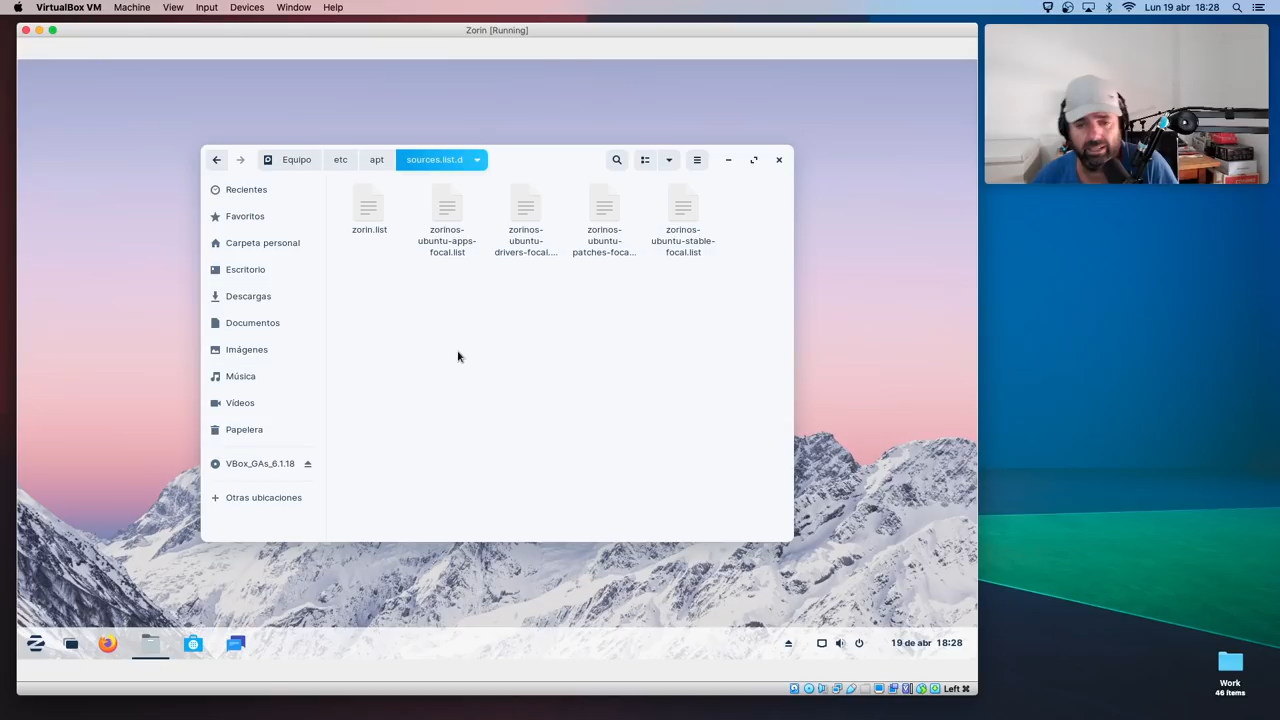 VirtualBox VM Machine View Input Devices Window Help Lun 19 abr 18:28
Zorin [Running]
Equipo etc apt sources.list.d
Recientes
Favoritos
Carpeta personal
Escritorio
Descargas
Documentos
Imágenes
Música
Vídeos
Papelera
VBox_GAs_6.1.18
Otras ubicaciones
zorin.list
zorinos-
ubuntu-apps-
focal.list
zorinos-
ubuntu-
drivers-focal....
zorinos-
ubuntu-
patches-foca...
zorinos-
ubuntu-stable-
focal.list
19 de abr 18:28
Left ⌘
Work
46 items